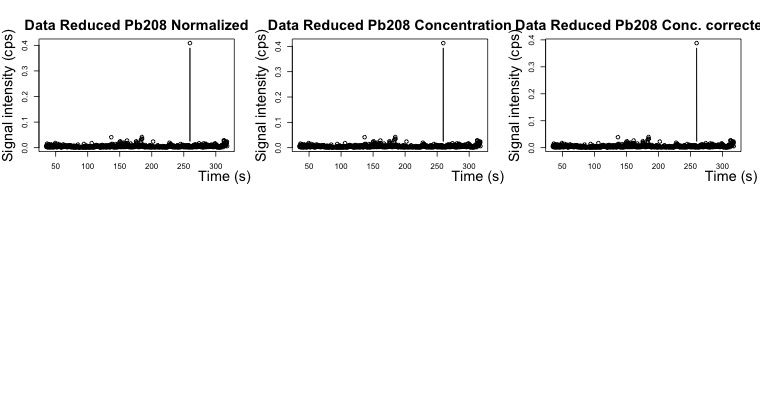 Data Reduced Pb208 Normalized
Signal intensity (cps)
0.0 0.1 0.2 0.3 0.4
50 100 150 200 250 300
Time (s)
Data Reduced Pb208 Concentration
Signal intensity (cps)
0.0 0.1 0.2 0.3 0.4
50 100 150 200 250 300
Time (s)
Data Reduced Pb208 Conc. correcte
Signal intensity (cps)
0.0 0.1 0.2 0.3 0.4
50 100 150 200 250 300
Time (s)